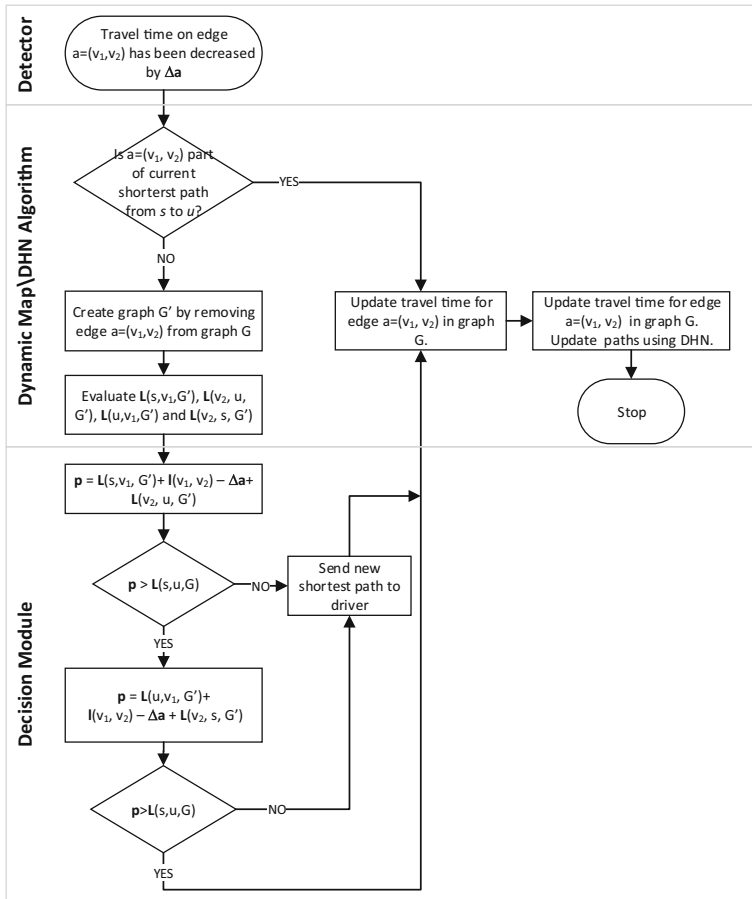 Detector
Travel time on edge
a=(v₁,v₂) has been decreased
by Δa
Dynamic Map\DHN Algorithm
Is a=(v₁, v₂) part
of current
shorterst path
from s to u?
YES
NO
Create graph G’ by removing
edge a=(v₁,v₂) from graph G
Evaluate L(s,v₁,G’), L(v₂, u,
G’), L(u,v₁,G’) and L(v₂, s, G’)
Update travel time for
edge a=(v₁, v₂) in graph
G.
Update travel time for edge
a=(v₁, v₂) in graph G.
Update paths using DHN.
Stop
Decision Module
p = L(s,v₁, G’)+ l(v₁, v₂) – Δa+
L(v₂, u, G’)
p > L(s,u,G)
NO
Send new
shortest path to
driver
YES
p = L(u,v₁, G’)+
l(v₁, v₂) – Δa + L(v₂, s, G’)
p>L(s,u,G)
NO
YES